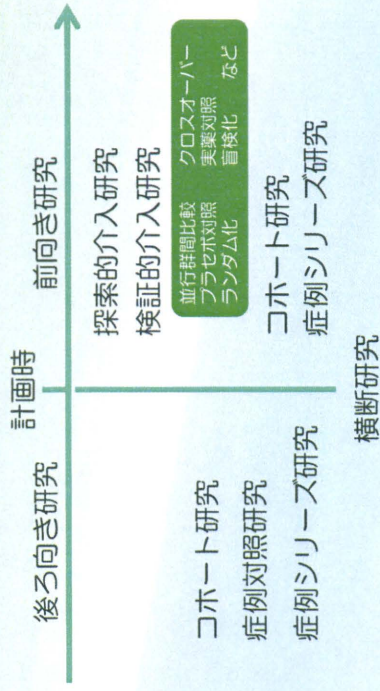 計画時
後ろ向き研究
前向き研究
探索的介入研究
検証的介入研究
並行群間比較 クロスオーバー
プラセボ対照 実薬対照
ランダム化 盲検化 など
コホート研究
症例対照研究
症例シリーズ研究
コホート研究
症例シリーズ研究
横断研究